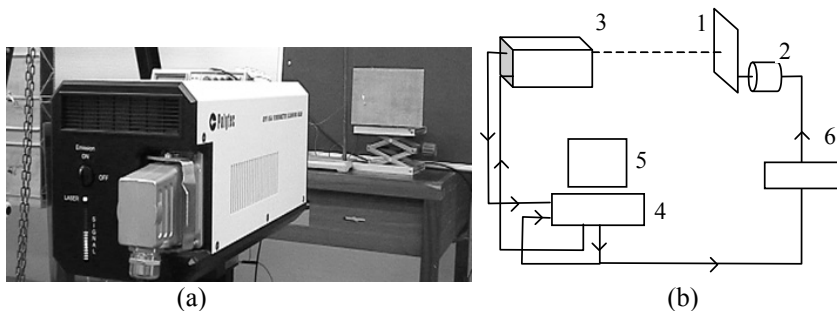 Polytec
Emission
ON
OFF
LASER
SIGNAL
(a)
1
2
3
4
5
6
(b)